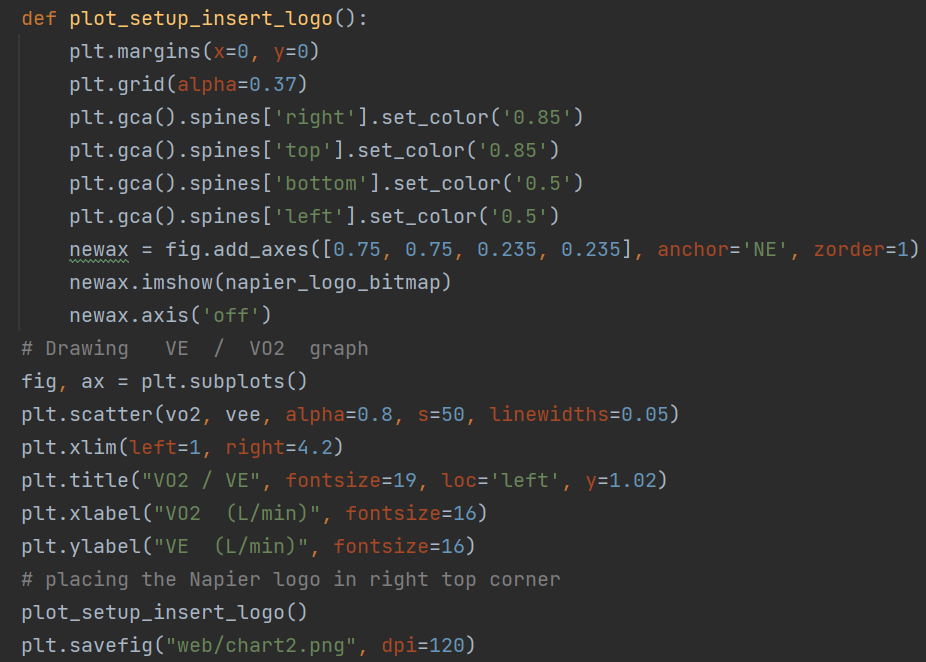 def plot_setup_insert_logo():
    plt.margins(x=0, y=0)
    plt.grid(alpha=0.37)
    plt.gca().spines['right'].set_color('0.85')
    plt.gca().spines['top'].set_color('0.85')
    plt.gca().spines['bottom'].set_color('0.5')
    plt.gca().spines['left'].set_color('0.5')
    newax = fig.add_axes([0.75, 0.75, 0.235, 0.235], anchor='NE', zorder=1)
    newax.imshow(napier_logo_bitmap)
    newax.axis('off')
# Drawing   VE  /  VO2  graph
fig, ax = plt.subplots()
plt.scatter(vo2, vee, alpha=0.8, s=50, linewidths=0.05)
plt.xlim(left=1, right=4.2)
plt.title("VO2 / VE", fontsize=19, loc='left', y=1.02)
plt.xlabel("VO2  (L/min)", fontsize=16)
plt.ylabel("VE  (L/min)", fontsize=16)
# placing the Napier logo in right top corner
plot_setup_insert_logo()
plt.savefig("web/chart2.png", dpi=120)